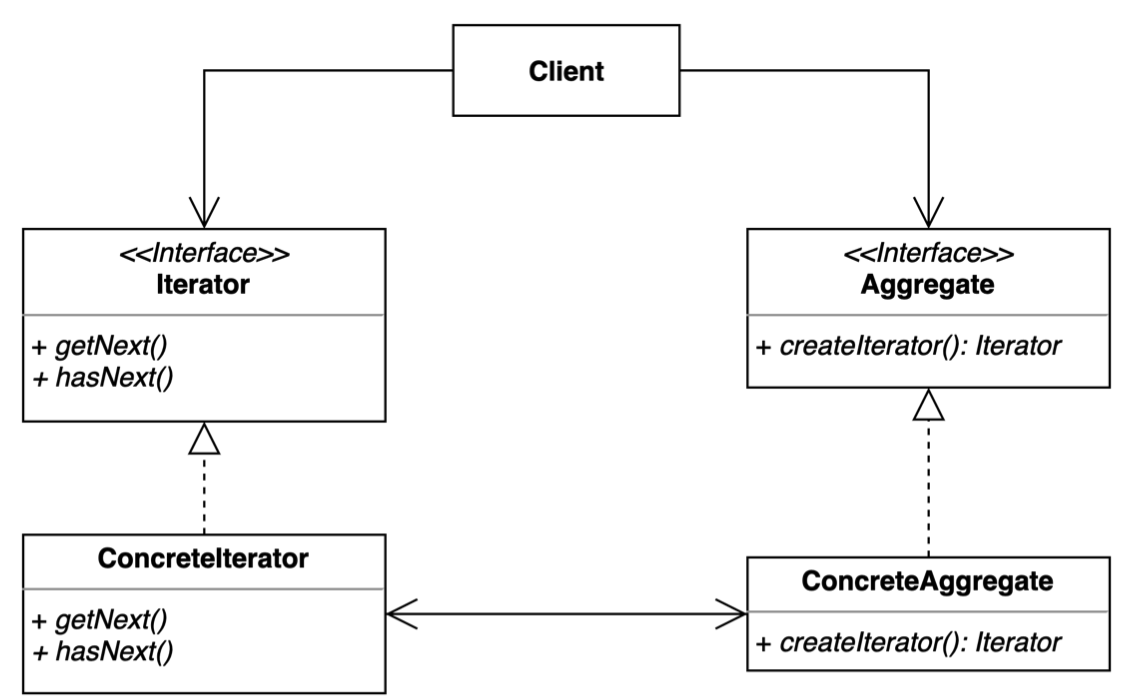 Client
<<Interface>>
Iterator
+ getNext()
+ hasNext()
<<Interface>>
Aggregate
+ createIterator(): Iterator
ConcreteIterator
+ getNext()
+ hasNext()
ConcreteAggregate
+ createIterator(): Iterator